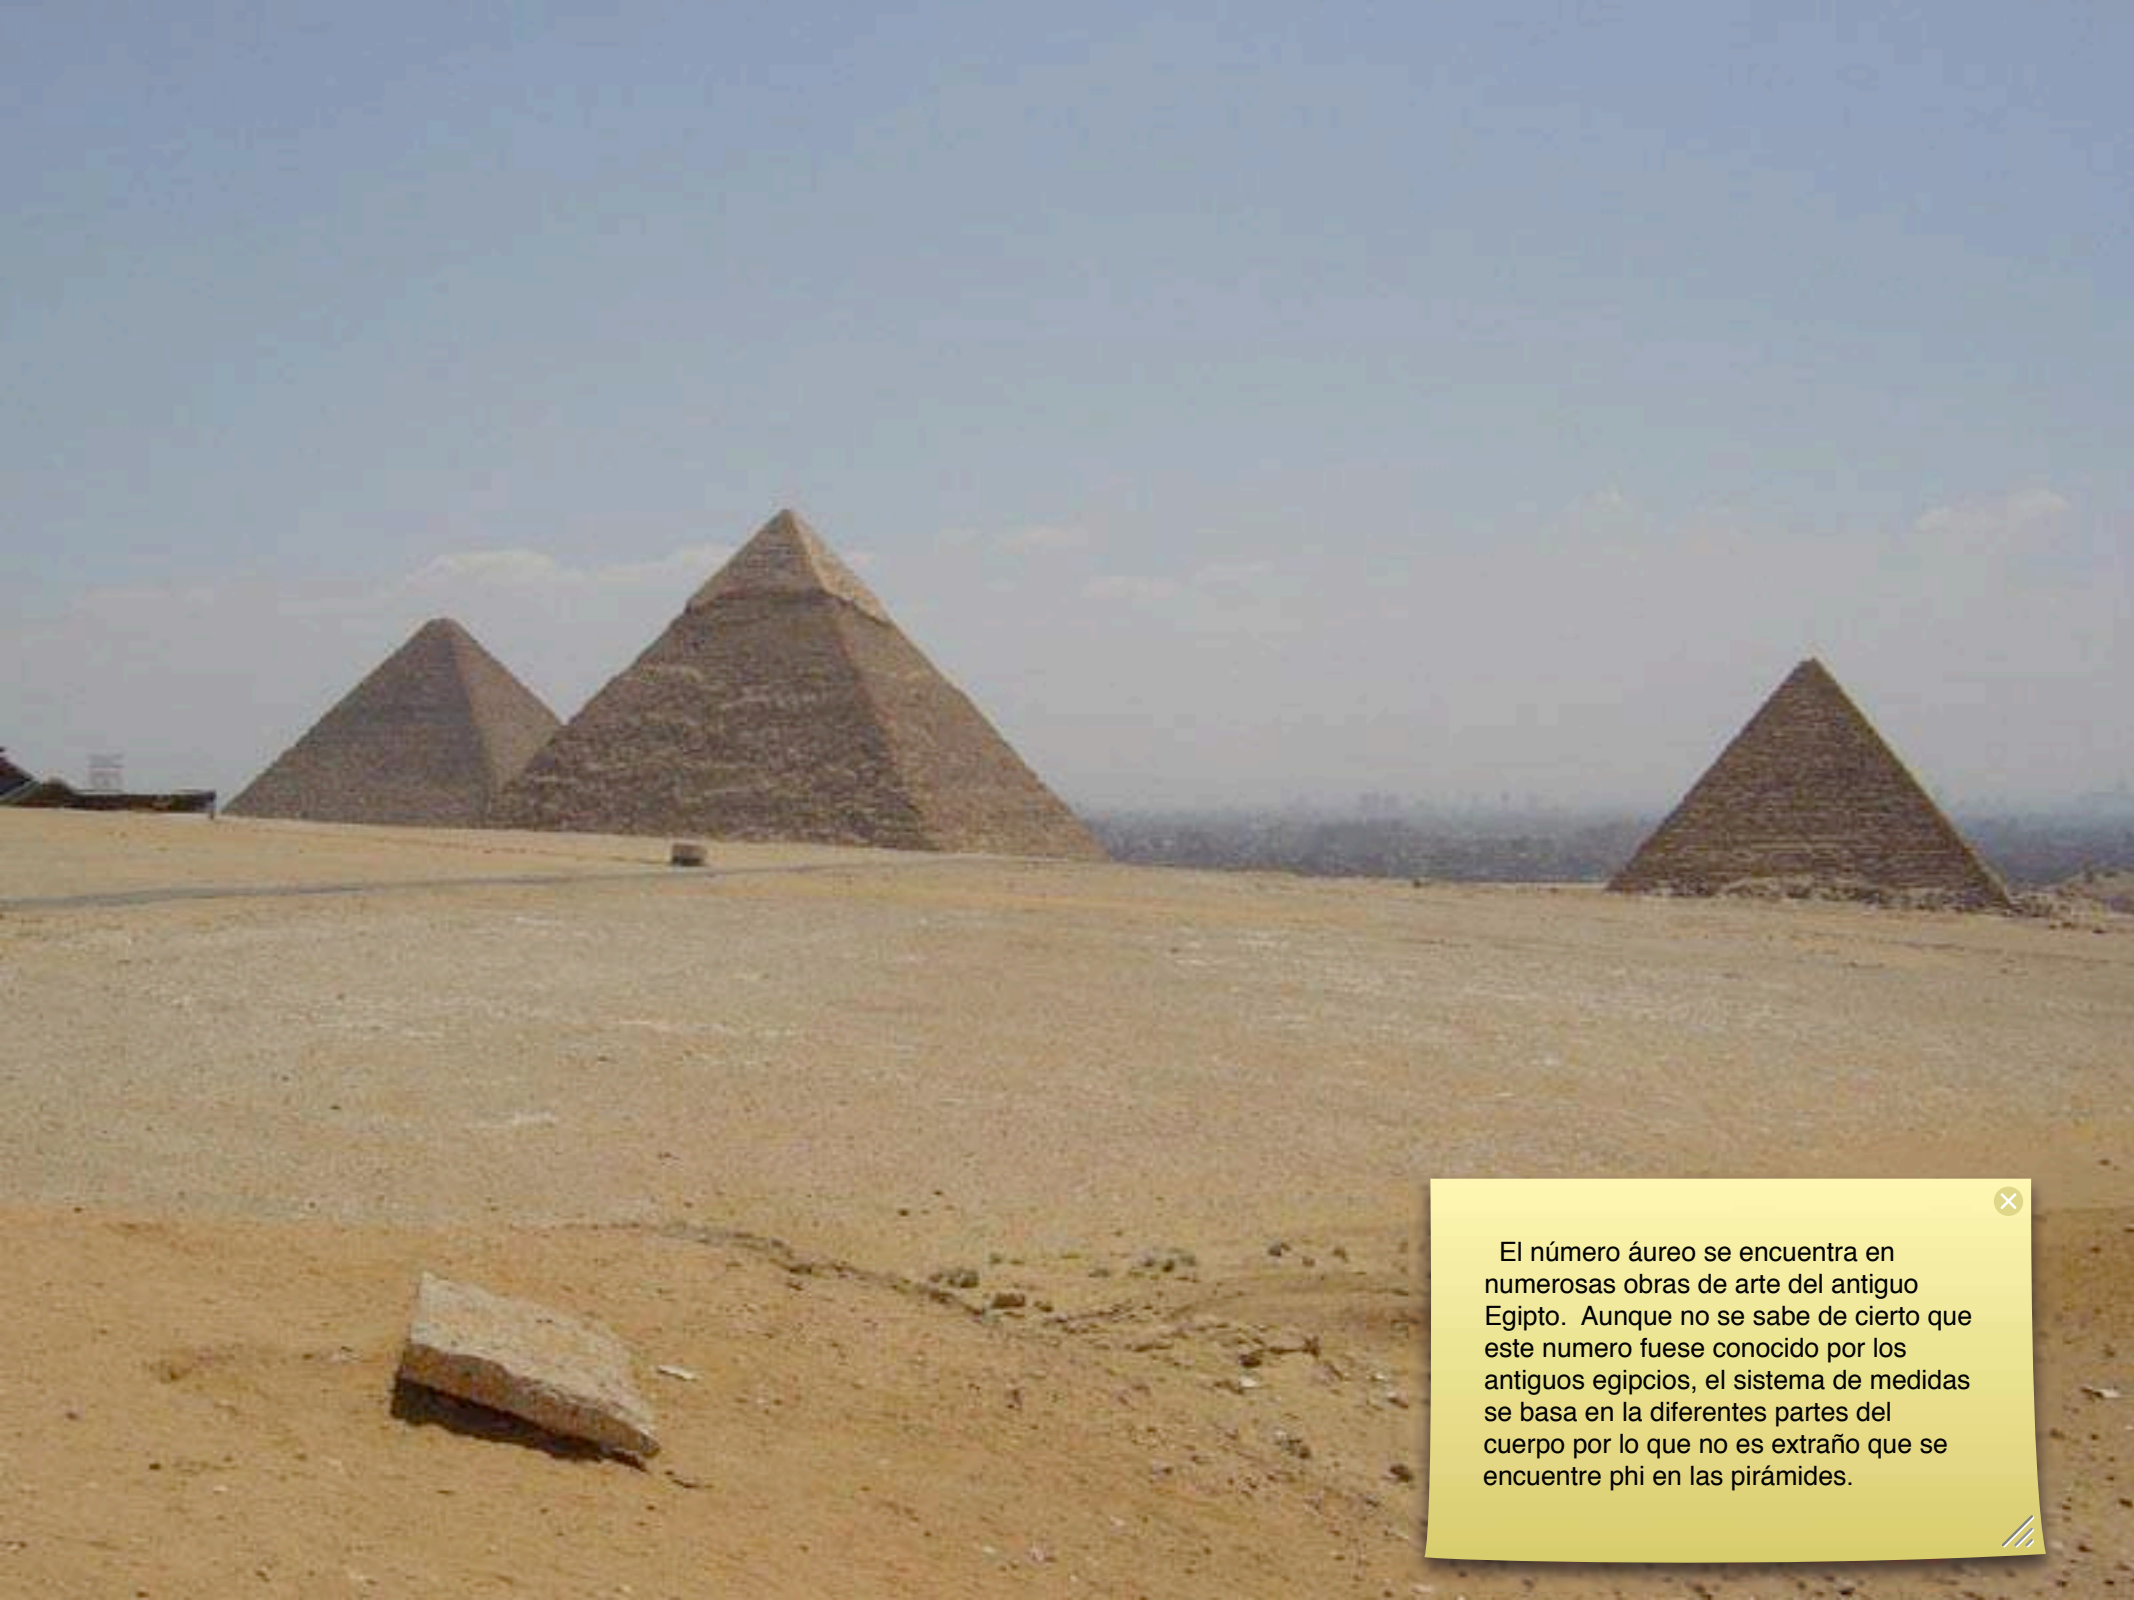 El número áureo se encuentra en
numerosas obras de arte del antiguo
Egipto.  Aunque no se sabe de cierto que
este numero fuese conocido por los
antiguos egipcios, el sistema de medidas
se basa en la diferentes partes del
cuerpo por lo que no es extraño que se
encuentre phi en las pirámides.